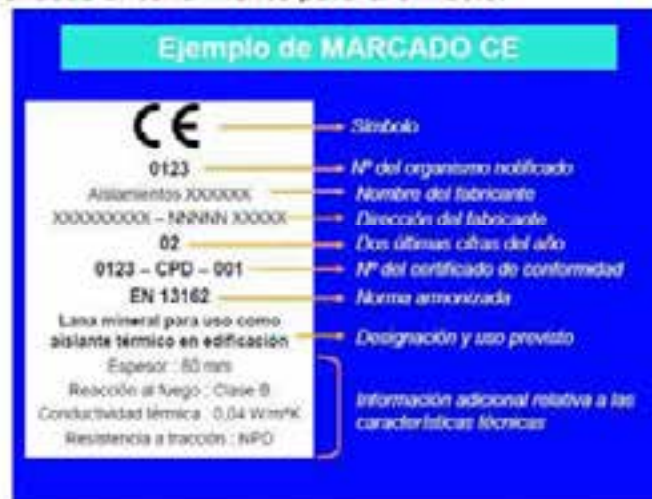 Ejemplo de MARCADO CE
CE
Símbolo
0123
Nº del organismo notificado
Aislamientos XXXXXX
Nombre del fabricante
XXXXXXXXXX – NNNNN XXXXX
Dirección del fabricante
02
Dos últimas cifras del año
0123 – CPD – 001
Nº del certificado de conformidad
EN 13162
Norma armonizada
Lana mineral para uso como
aislante térmico en edificación
Designación y uso previsto
Espesor : 80 mm
Reacción al fuego : Clase B
Conductividad térmica : 0,04 W/mºK
Resistencia a tracción : NPD
Información adicional relativa a las
características técnicas